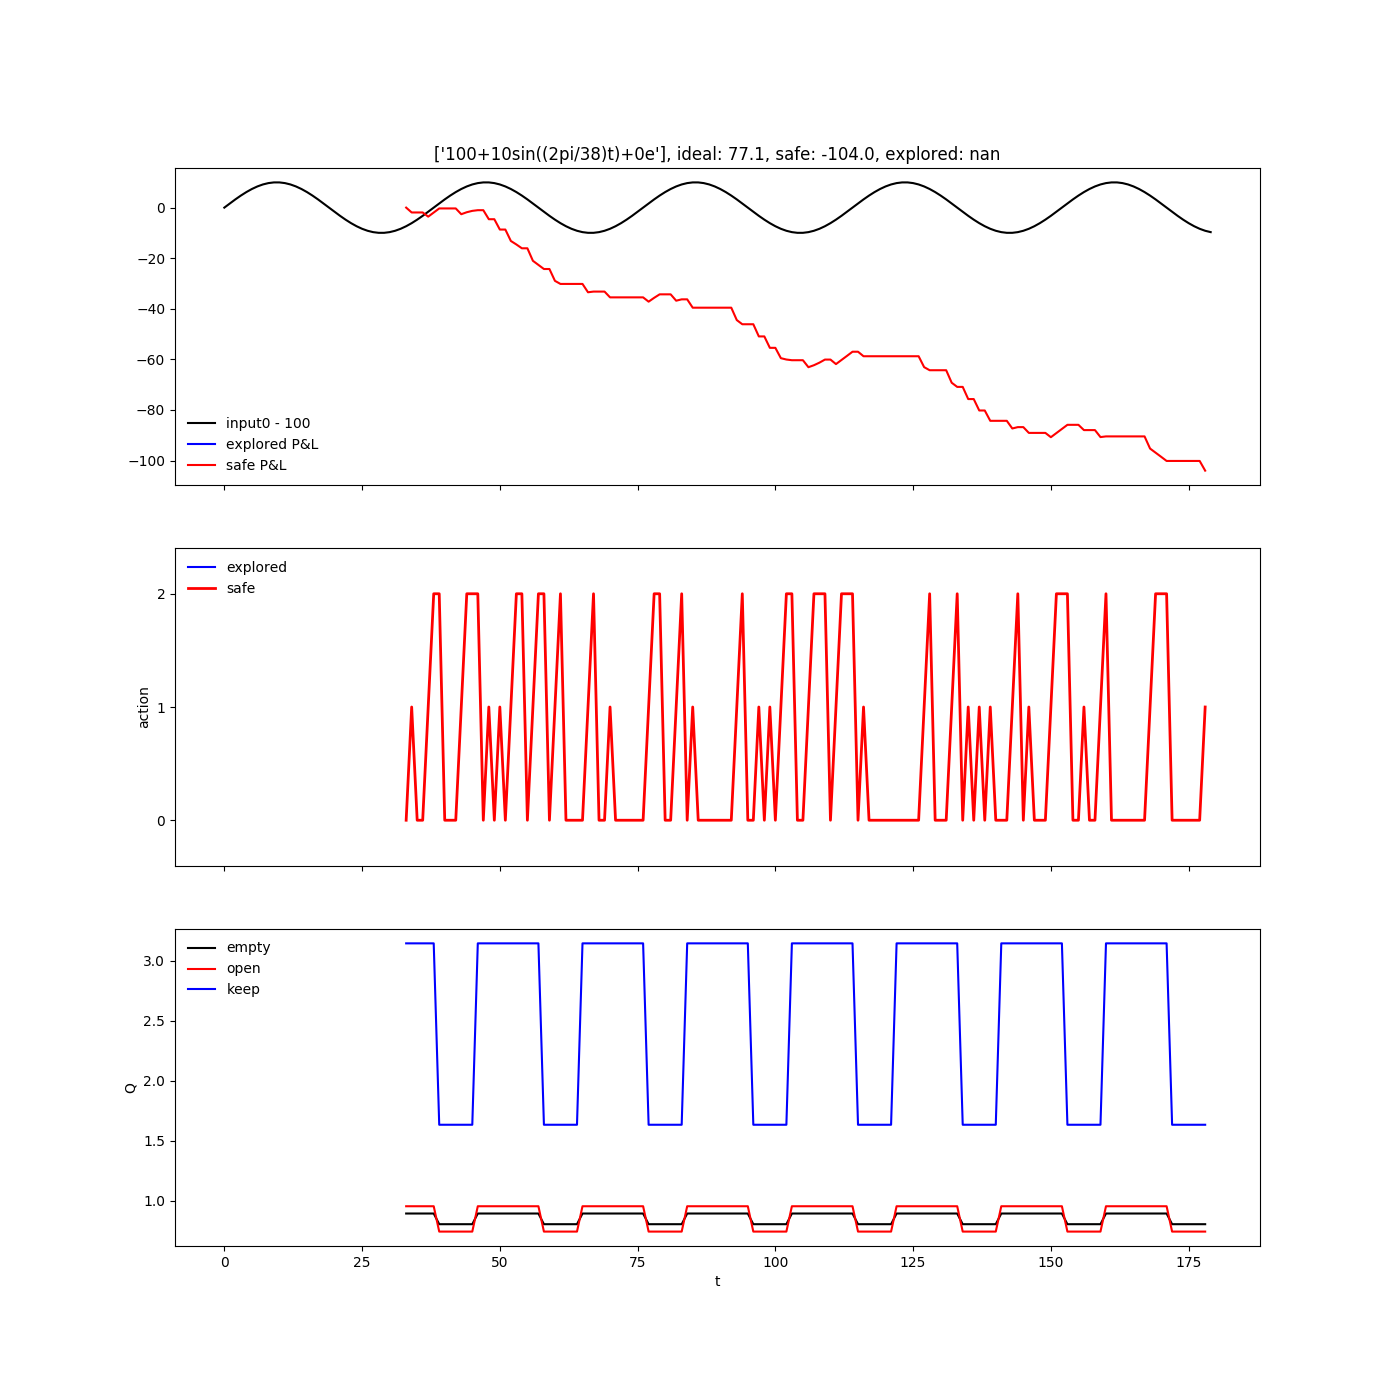 ['100+10sin((2pi/38)t)+0e'], ideal: 77.1, safe: -104.0, explored: nan
0
−20
−40
−60
−80
−100
input0 - 100
explored P&L
safe P&L
explored
safe
2
1
0
action
empty
open
keep
3.0
2.5
2.0
1.5
1.0
Q
0 25 50 75 100 125 150 175
t